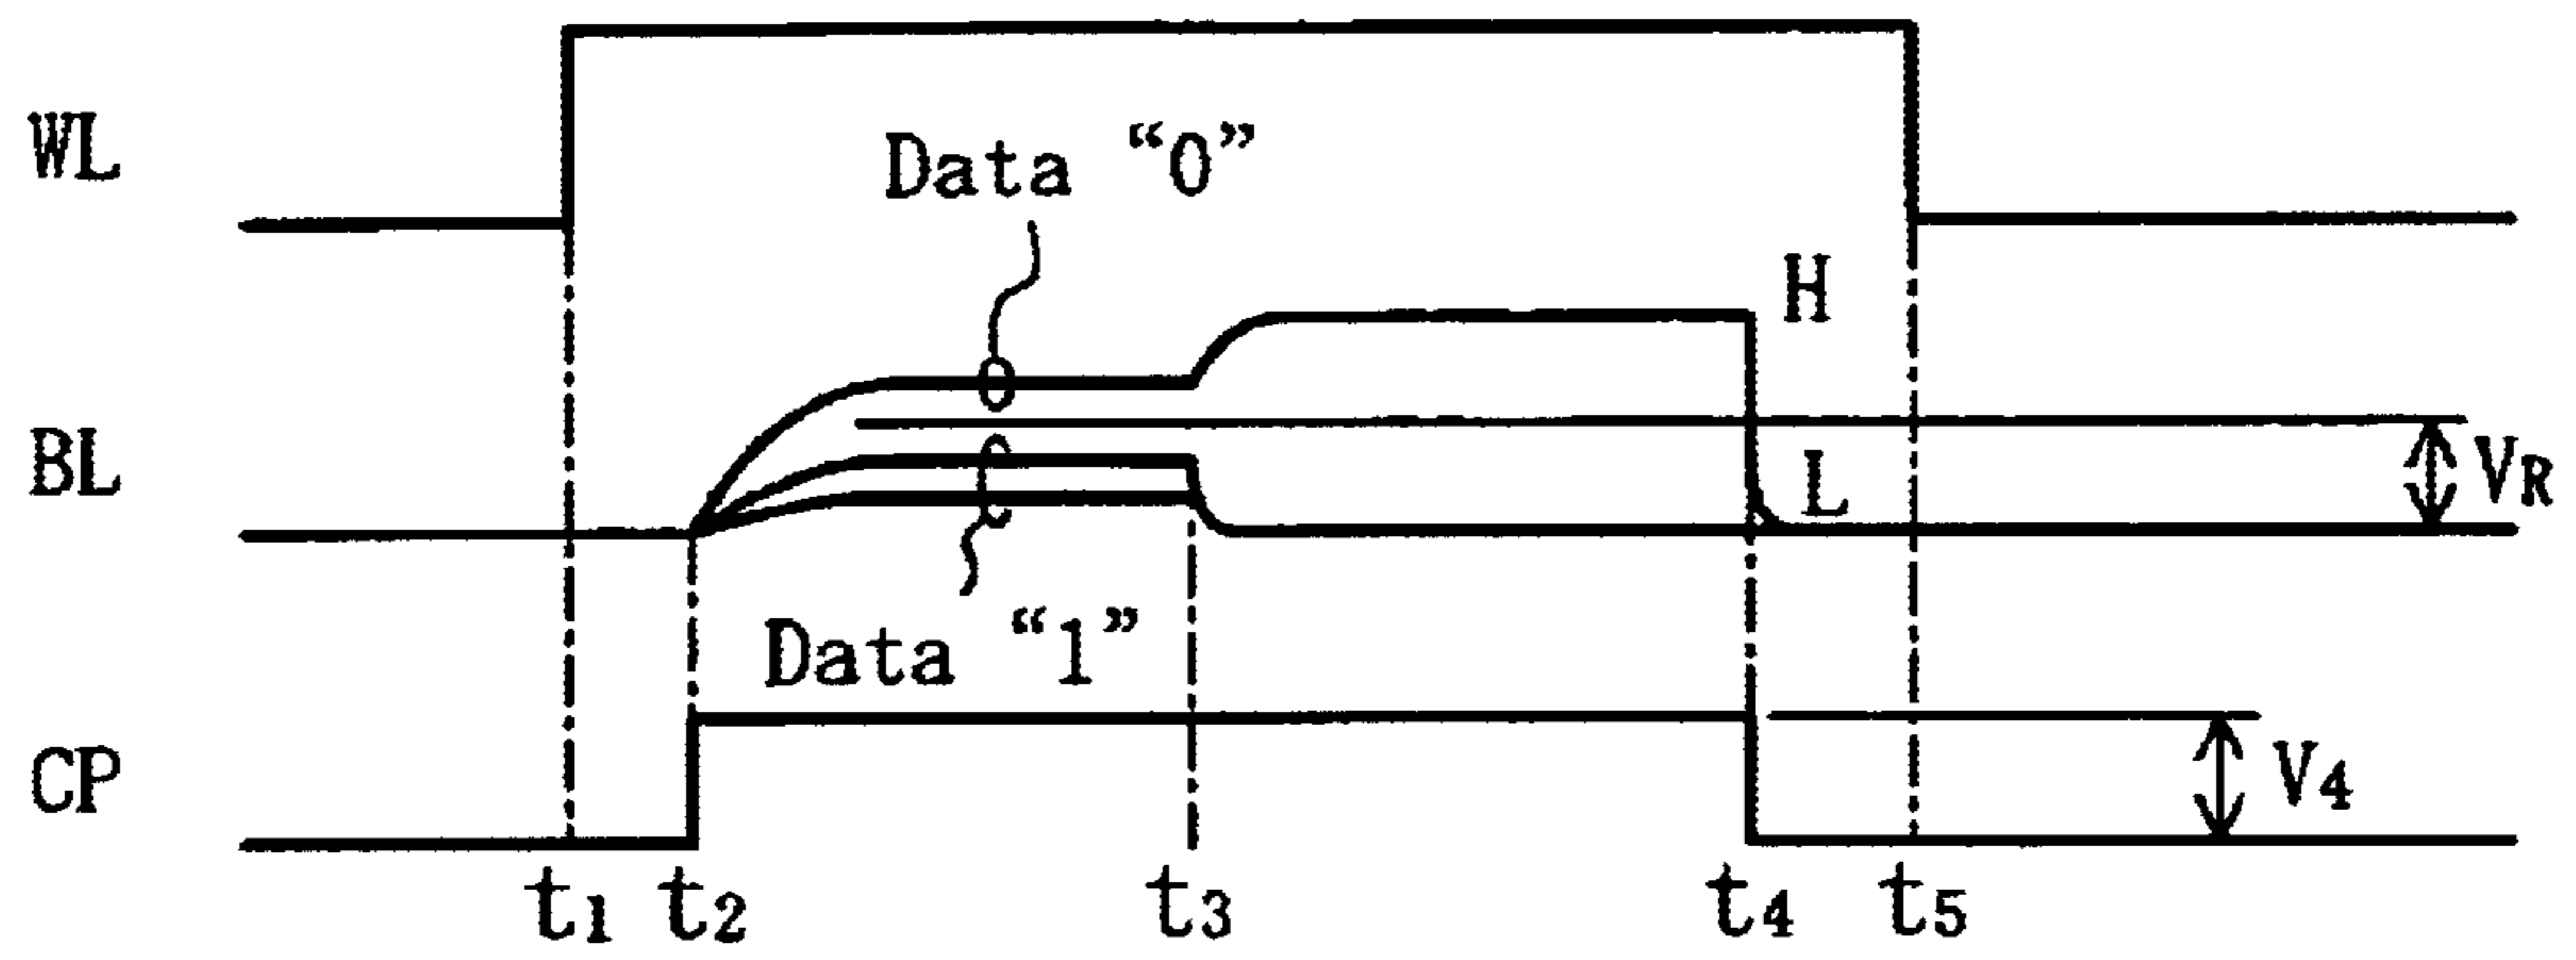 WL
Data “0”
H
BL
L
VR
Data “1”
CP
V4
t1 t2 t3 t4 t5